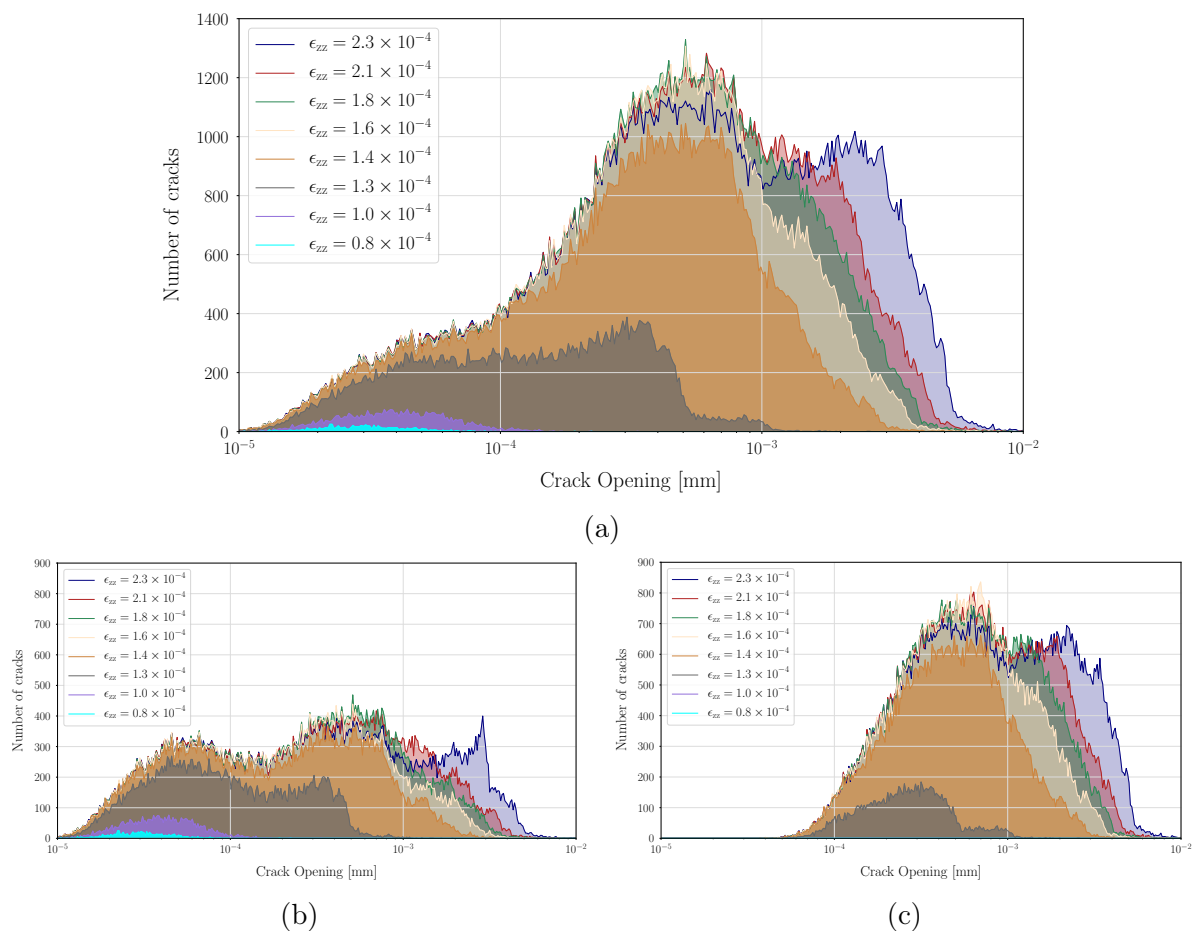 1400
1200
1000
800
600
400
200
0
Number of cracks
ϵzz = 2.3 × 10⁻⁴
ϵzz = 2.1 × 10⁻⁴
ϵzz = 1.8 × 10⁻⁴
ϵzz = 1.6 × 10⁻⁴
ϵzz = 1.4 × 10⁻⁴
ϵzz = 1.3 × 10⁻⁴
ϵzz = 1.0 × 10⁻⁴
ϵzz = 0.8 × 10⁻⁴
10⁻⁵ 10⁻⁴ 10⁻³ 10⁻²
Crack Opening [mm]
(a)
900
800
700
600
500
400
300
200
100
0
Number of cracks
ϵzz = 2.3 × 10⁻⁴
ϵzz = 2.1 × 10⁻⁴
ϵzz = 1.8 × 10⁻⁴
ϵzz = 1.6 × 10⁻⁴
ϵzz = 1.4 × 10⁻⁴
ϵzz = 1.3 × 10⁻⁴
ϵzz = 1.0 × 10⁻⁴
ϵzz = 0.8 × 10⁻⁴
10⁻⁵ 10⁻⁴ 10⁻³ 10⁻²
Crack Opening [mm]
(b)
900
800
700
600
500
400
300
200
100
0
Number of cracks
ϵzz = 2.3 × 10⁻⁴
ϵzz = 2.1 × 10⁻⁴
ϵzz = 1.8 × 10⁻⁴
ϵzz = 1.6 × 10⁻⁴
ϵzz = 1.4 × 10⁻⁴
ϵzz = 1.3 × 10⁻⁴
ϵzz = 1.0 × 10⁻⁴
ϵzz = 0.8 × 10⁻⁴
10⁻⁵ 10⁻⁴ 10⁻³ 10⁻²
Crack Opening [mm]
(c)